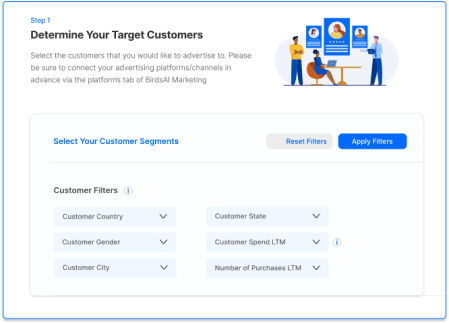 Step 1
Determine Your Target Customers
Select the customers that you would like to advertise to. Please
be sure to connect your advertising platforms/channels in
advance via the platforms tab of BirdsAI Marketing
Select Your Customer Segments
Reset Filters
Apply Filters
Customer Filters
Customer Country
Customer State
Customer Gender
Customer Spend LTM
Customer City
Number of Purchases LTM